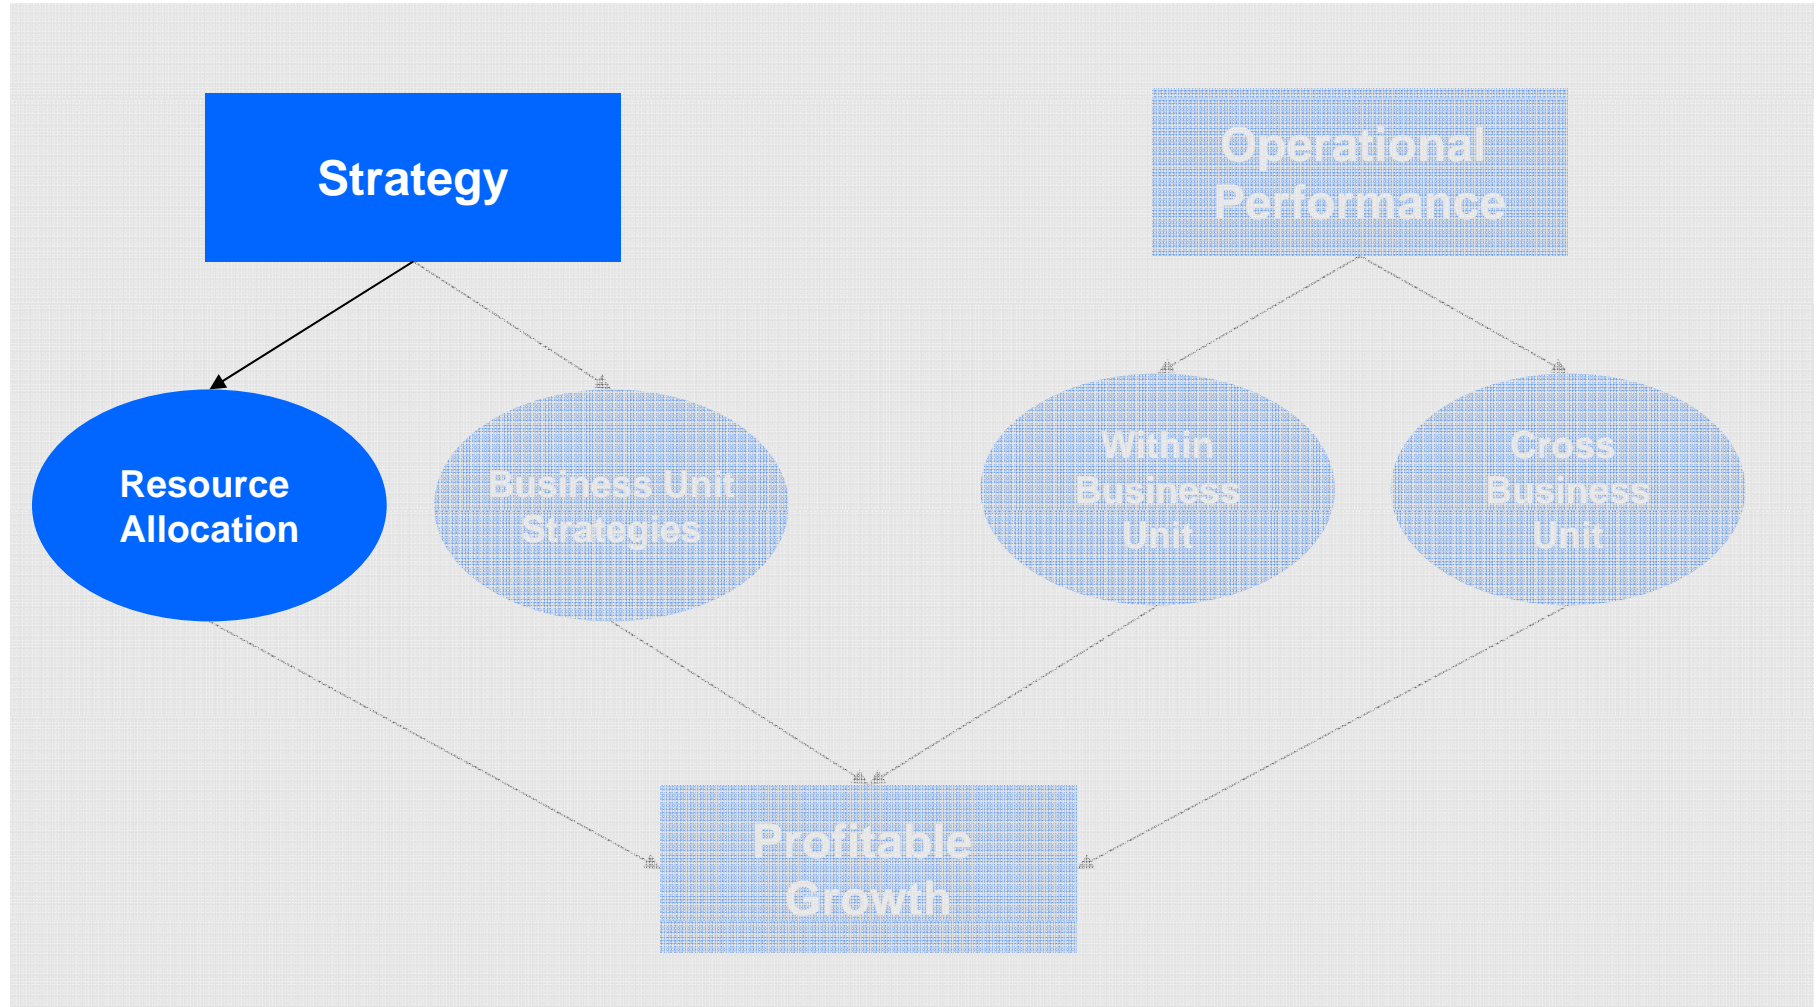 Strategy
Operational
Performance
Resource
Allocation
Business Unit
Strategies
Within
Business
Unit
Cross
Business
Unit
Profitable
Growth